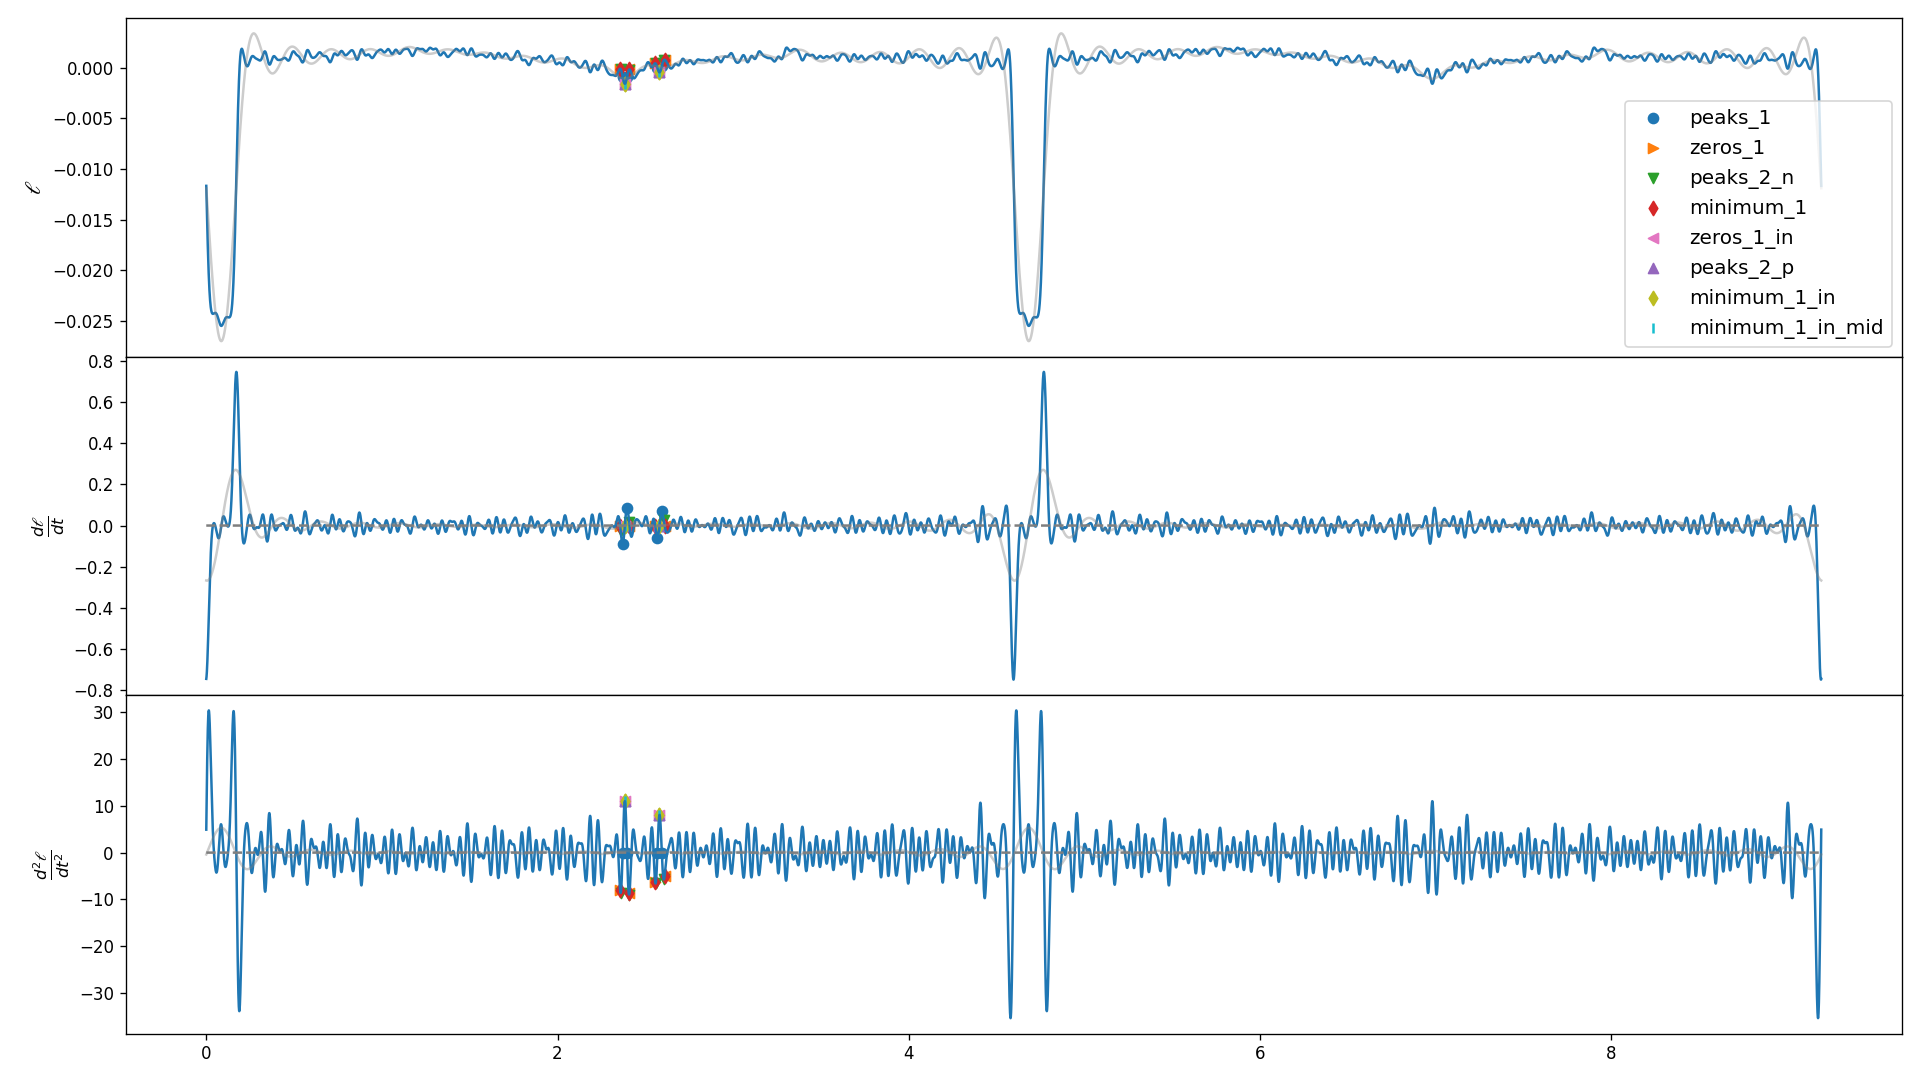 0.000
−0.005
−0.010
−0.015
−0.020
−0.025
ℓ
peaks_1
zeros_1
peaks_2_n
minimum_1
zeros_1_in
peaks_2_p
minimum_1_in
minimum_1_in_mid
0.8
0.6
0.4
0.2
0.0
−0.2
−0.4
−0.6
−0.8
dℓ
dt
30
20
10
0
−10
−20
−30
d²ℓ
dt²
0 2 4 6 8